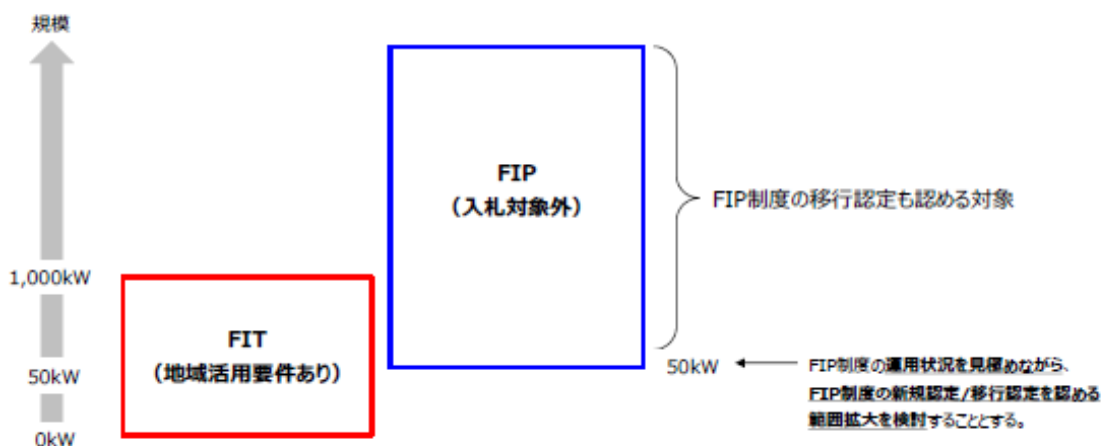 規模
FIP
(入札対象外)
FIP制度の移行認定も認める対象
1,000kW
FIT
(地域活用要件あり)
50kW
50kW
FIP制度の運用状況を見極めながら、
FIP制度の新規認定/移行認定を認める
範囲拡大を検討することとする。
0kW